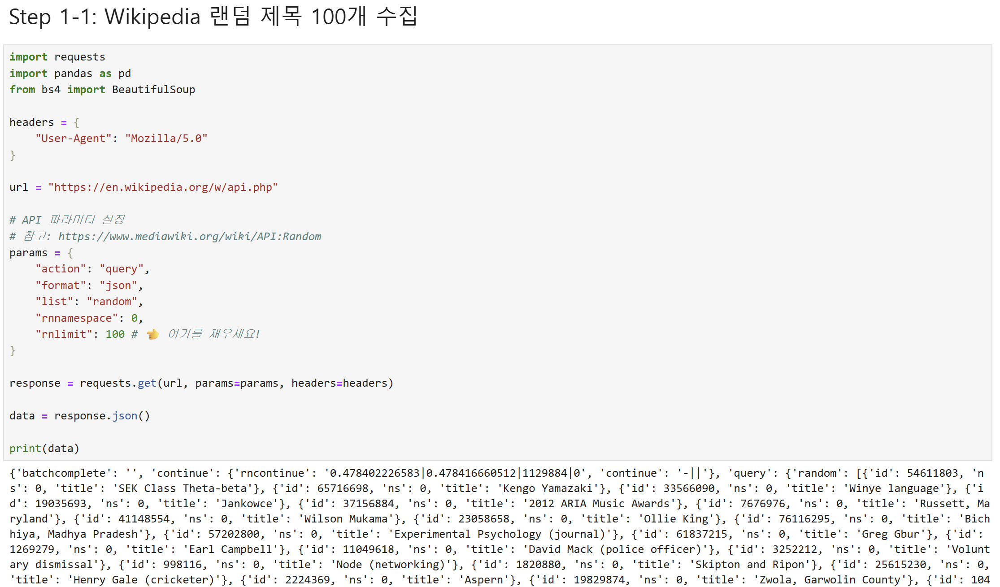 Step 1-1: Wikipedia 랜덤 제목 100개 수집
import requests
import pandas as pd
from bs4 import BeautifulSoup
headers = {
    "User-Agent": "Mozilla/5.0"
}
url = "https://en.wikipedia.org/w/api.php"
# API 파라미터 설정
# 참고: https://www.mediawiki.org/wiki/API:Random
params = {
    "action": "query",
    "format": "json",
    "list": "random",
    "rnnamespace": 0,
    "rnlimit": 100 # 👈 여기를 채우세요!
}
response = requests.get(url, params=params, headers=headers)
data = response.json()
print(data)
{'batchcomplete': '', 'continue': {'rncontinue': '0.478402226583|0.478416660512|1129884|0', 'continue': '-||'}, 'query': {'random': [{'id': 54611803, 'n
s': 0, 'title': 'SEK Class Theta-beta'}, {'id': 65716698, 'ns': 0, 'title': 'Kengo Yamazaki'}, {'id': 33566090, 'ns': 0, 'title': 'Winye language'}, {'i
d': 19035693, 'ns': 0, 'title': 'Jankowce'}, {'id': 37156884, 'ns': 0, 'title': '2012 ARIA Music Awards'}, {'id': 7676976, 'ns': 0, 'title': 'Russett, Ma
ryland'}, {'id': 41148554, 'ns': 0, 'title': 'Wilson Mukama'}, {'id': 23058658, 'ns': 0, 'title': 'Ollie King'}, {'id': 76116295, 'ns': 0, 'title': 'Bich
hiya, Madhya Pradesh'}, {'id': 57202800, 'ns': 0, 'title': 'Experimental Psychology (journal)'}, {'id': 61837215, 'ns': 0, 'title': 'Greg Gbur'}, {'id':
1269279, 'ns': 0, 'title': 'Earl Campbell'}, {'id': 11049618, 'ns': 0, 'title': 'David Mack (police officer)'}, {'id': 3252212, 'ns': 0, 'title': 'Volunt
ary dismissal'}, {'id': 998116, 'ns': 0, 'title': 'Node (networking)'}, {'id': 1820880, 'ns': 0, 'title': 'Skipton and Ripon'}, {'id': 25615230, 'ns': 0,
'title': 'Henry Gale (cricketer)'}, {'id': 2224369, 'ns': 0, 'title': 'Aspern'}, {'id': 19829874, 'ns': 0, 'title': 'Zwola, Garwolin County'}, {'id': 104